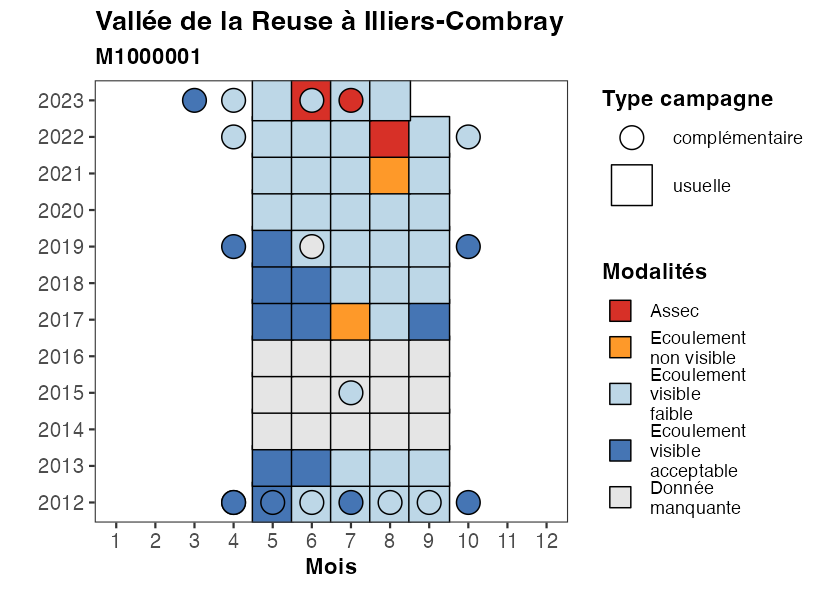 Vallée de la Reuse à Illiers-Combray
M1000001
2023
2022
2021
2020
2019
2018
2017
2016
2015
2014
2013
2012
1 2 3 4 5 6 7 8 9 10 11 12
Mois
Type campagne
complémentaire
usuelle
Modalités
Assec
Ecoulement
non visible
Ecoulement
visible
faible
Ecoulement
visible
acceptable
Donnée
manquante